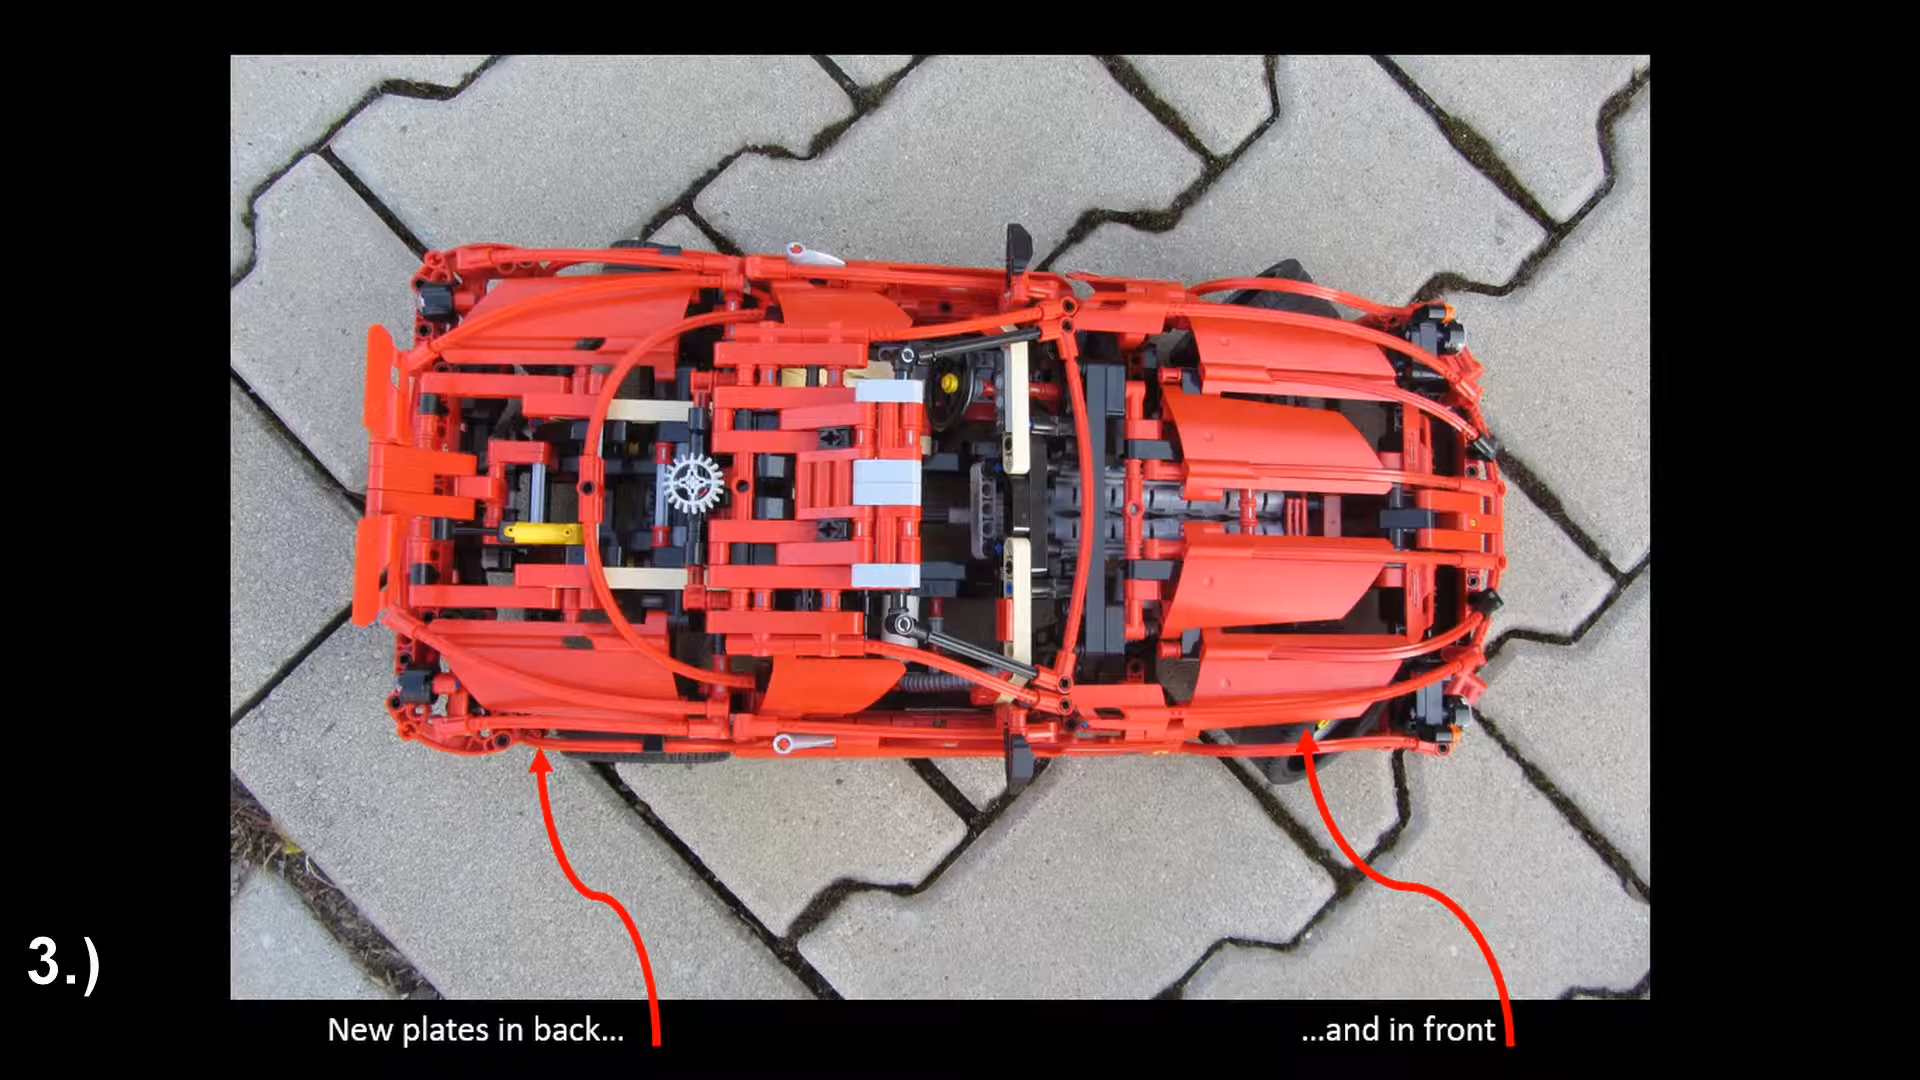 3.)
New plates in back...
...and in front